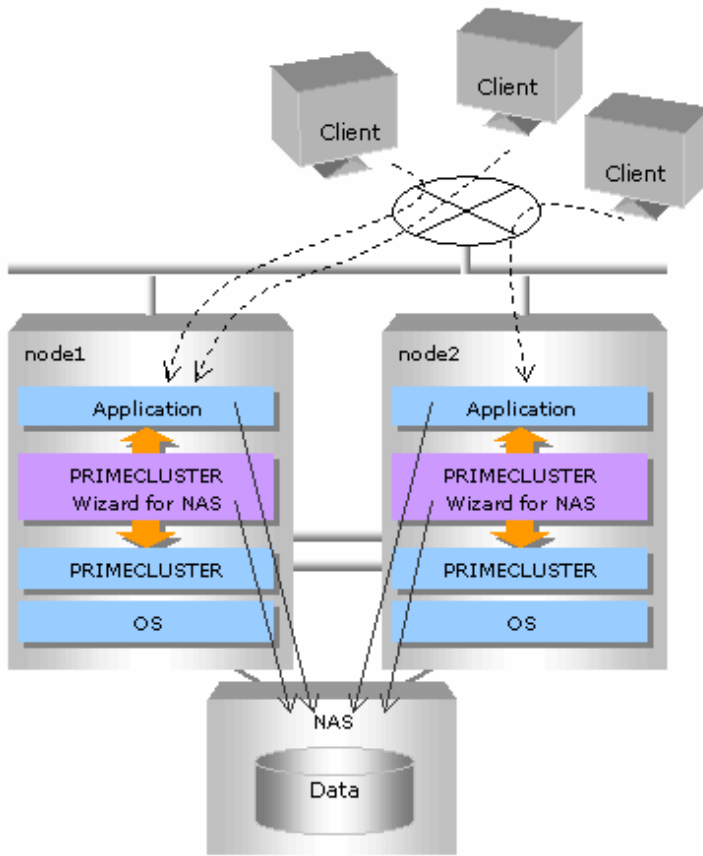 Client
Client
Client
node1
Application
PRIMECLUSTER
Wizard for NAS
PRIMECLUSTER
OS
node2
Application
PRIMECLUSTER
Wizard for NAS
PRIMECLUSTER
OS
NAS
Data